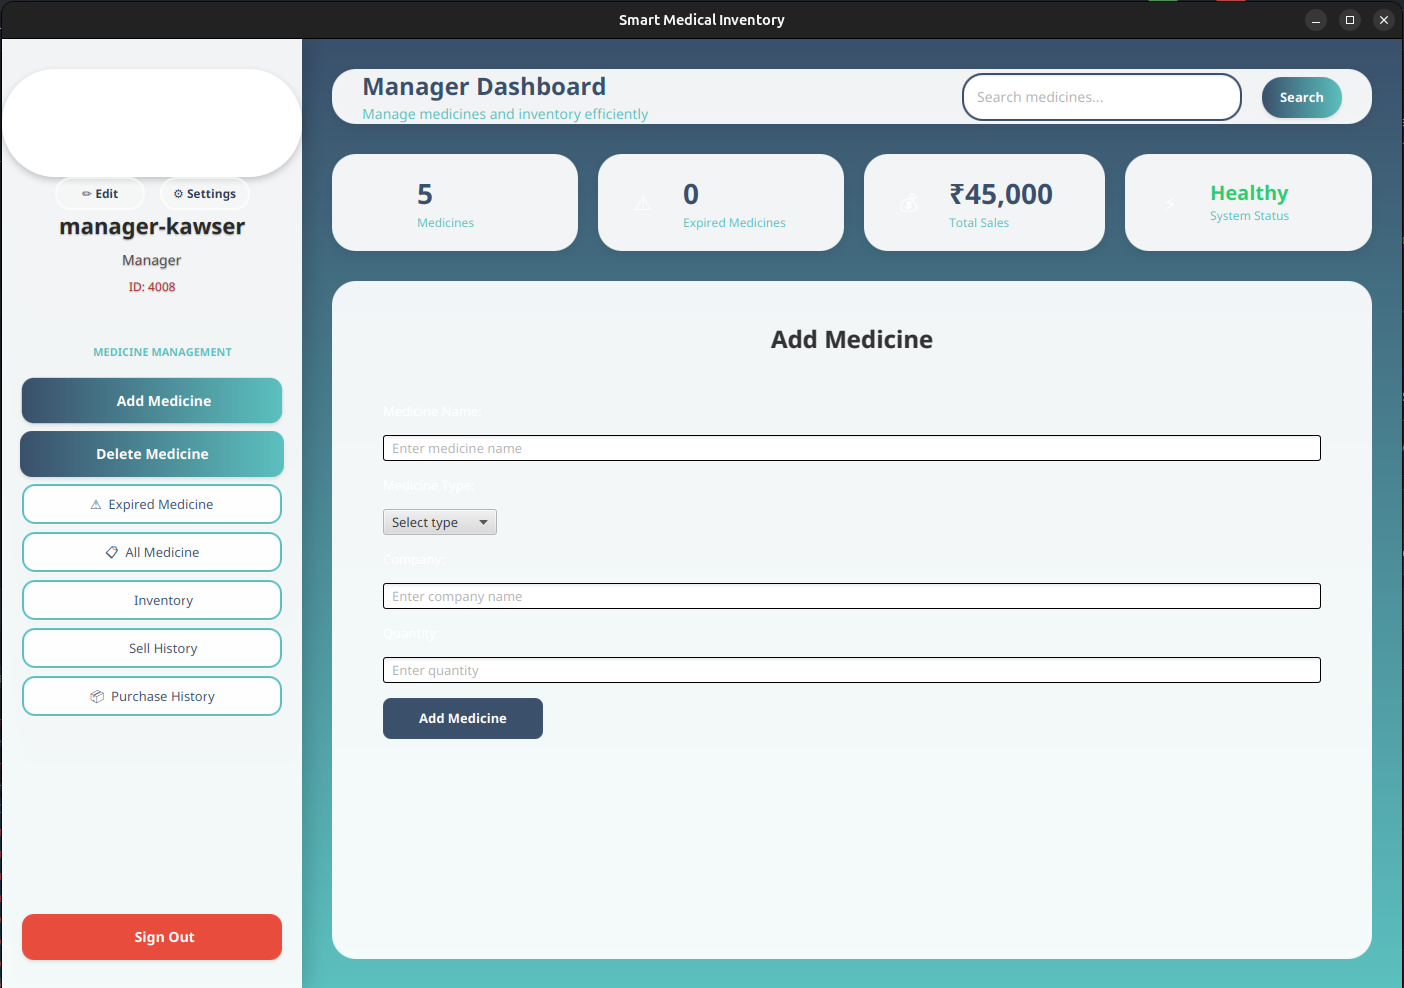 Smart Medical Inventory
✏ Edit
⚙ Settings
manager-kawser
Manager
ID: 4008
MEDICINE MANAGEMENT
Add Medicine
Delete Medicine
⚠ Expired Medicine
📋 All Medicine
Inventory
Sell History
📦 Purchase History
Sign Out
Manager Dashboard
Manage medicines and inventory efficiently
Search medicines...
Search
5
Medicines
0
Expired Medicines
₹45,000
Total Sales
Healthy
System Status
Add Medicine
Medicine Name:
Enter medicine name
Medicine Type:
Select type
Company:
Enter company name
Quantity:
Enter quantity
Add Medicine